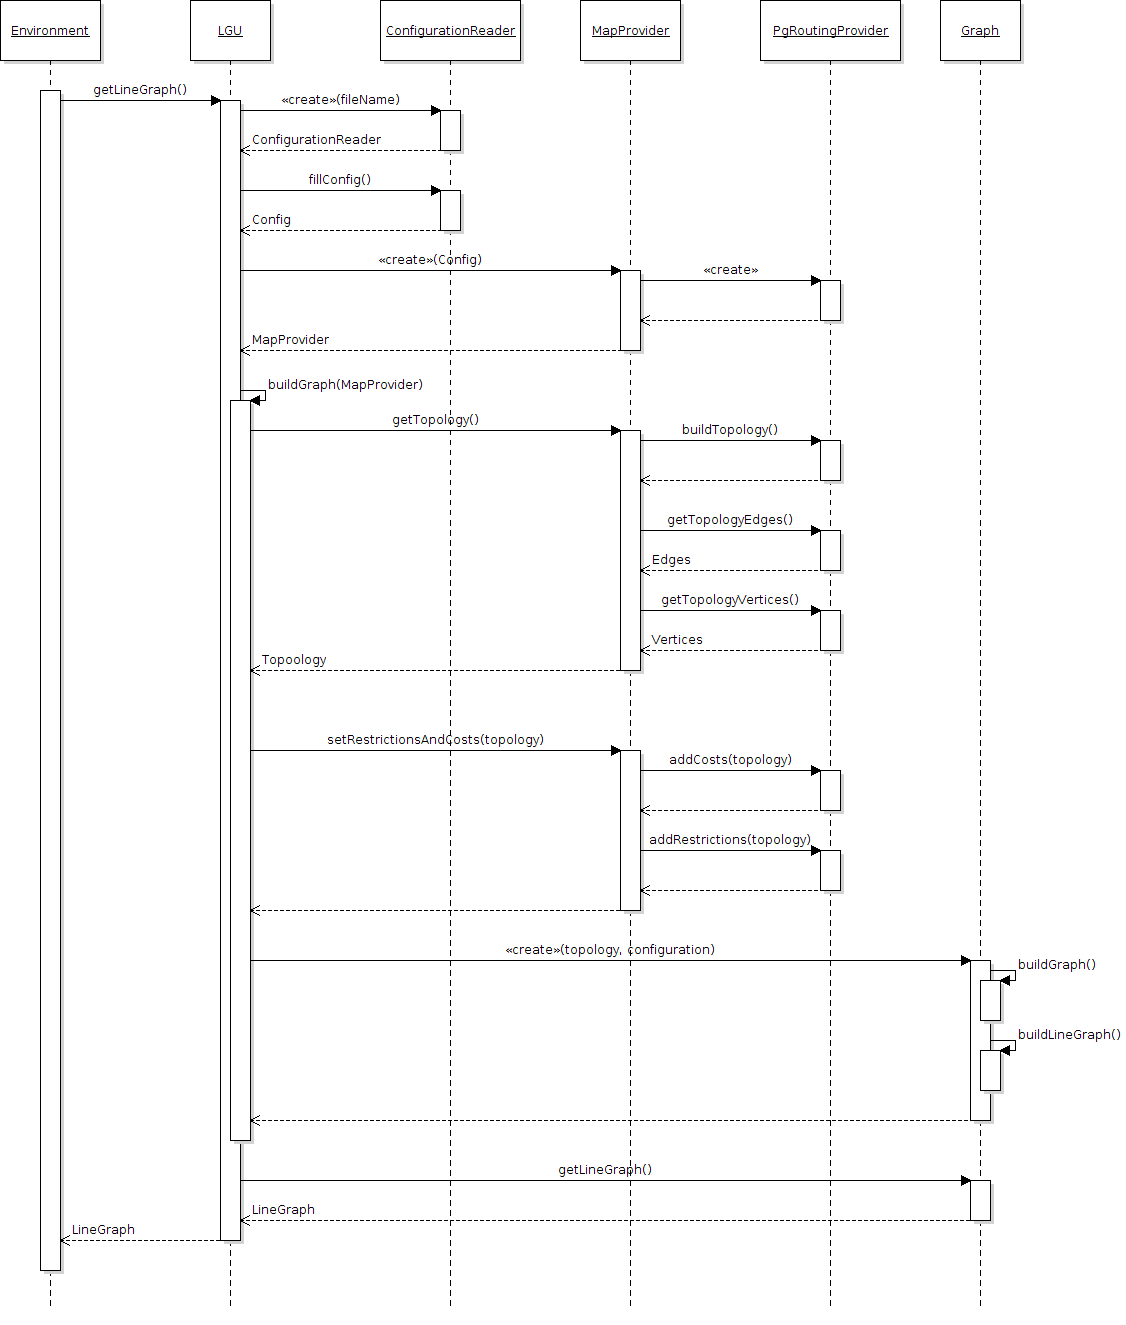 Environment
LGU
ConfigurationReader
MapProvider
PgRoutingProvider
Graph
getLineGraph()
«create»(fileName)
ConfigurationReader
fillConfig()
Config
«create»(Config)
«create»
MapProvider
buildGraph(MapProvider)
getTopology()
buildTopology()
getTopologyEdges()
Edges
getTopologyVertices()
Vertices
Topoology
setRestrictionsAndCosts(topology)
addCosts(topology)
addRestrictions(topology)
«create»(topology, configuration)
buildGraph()
buildLineGraph()
getLineGraph()
LineGraph
LineGraph